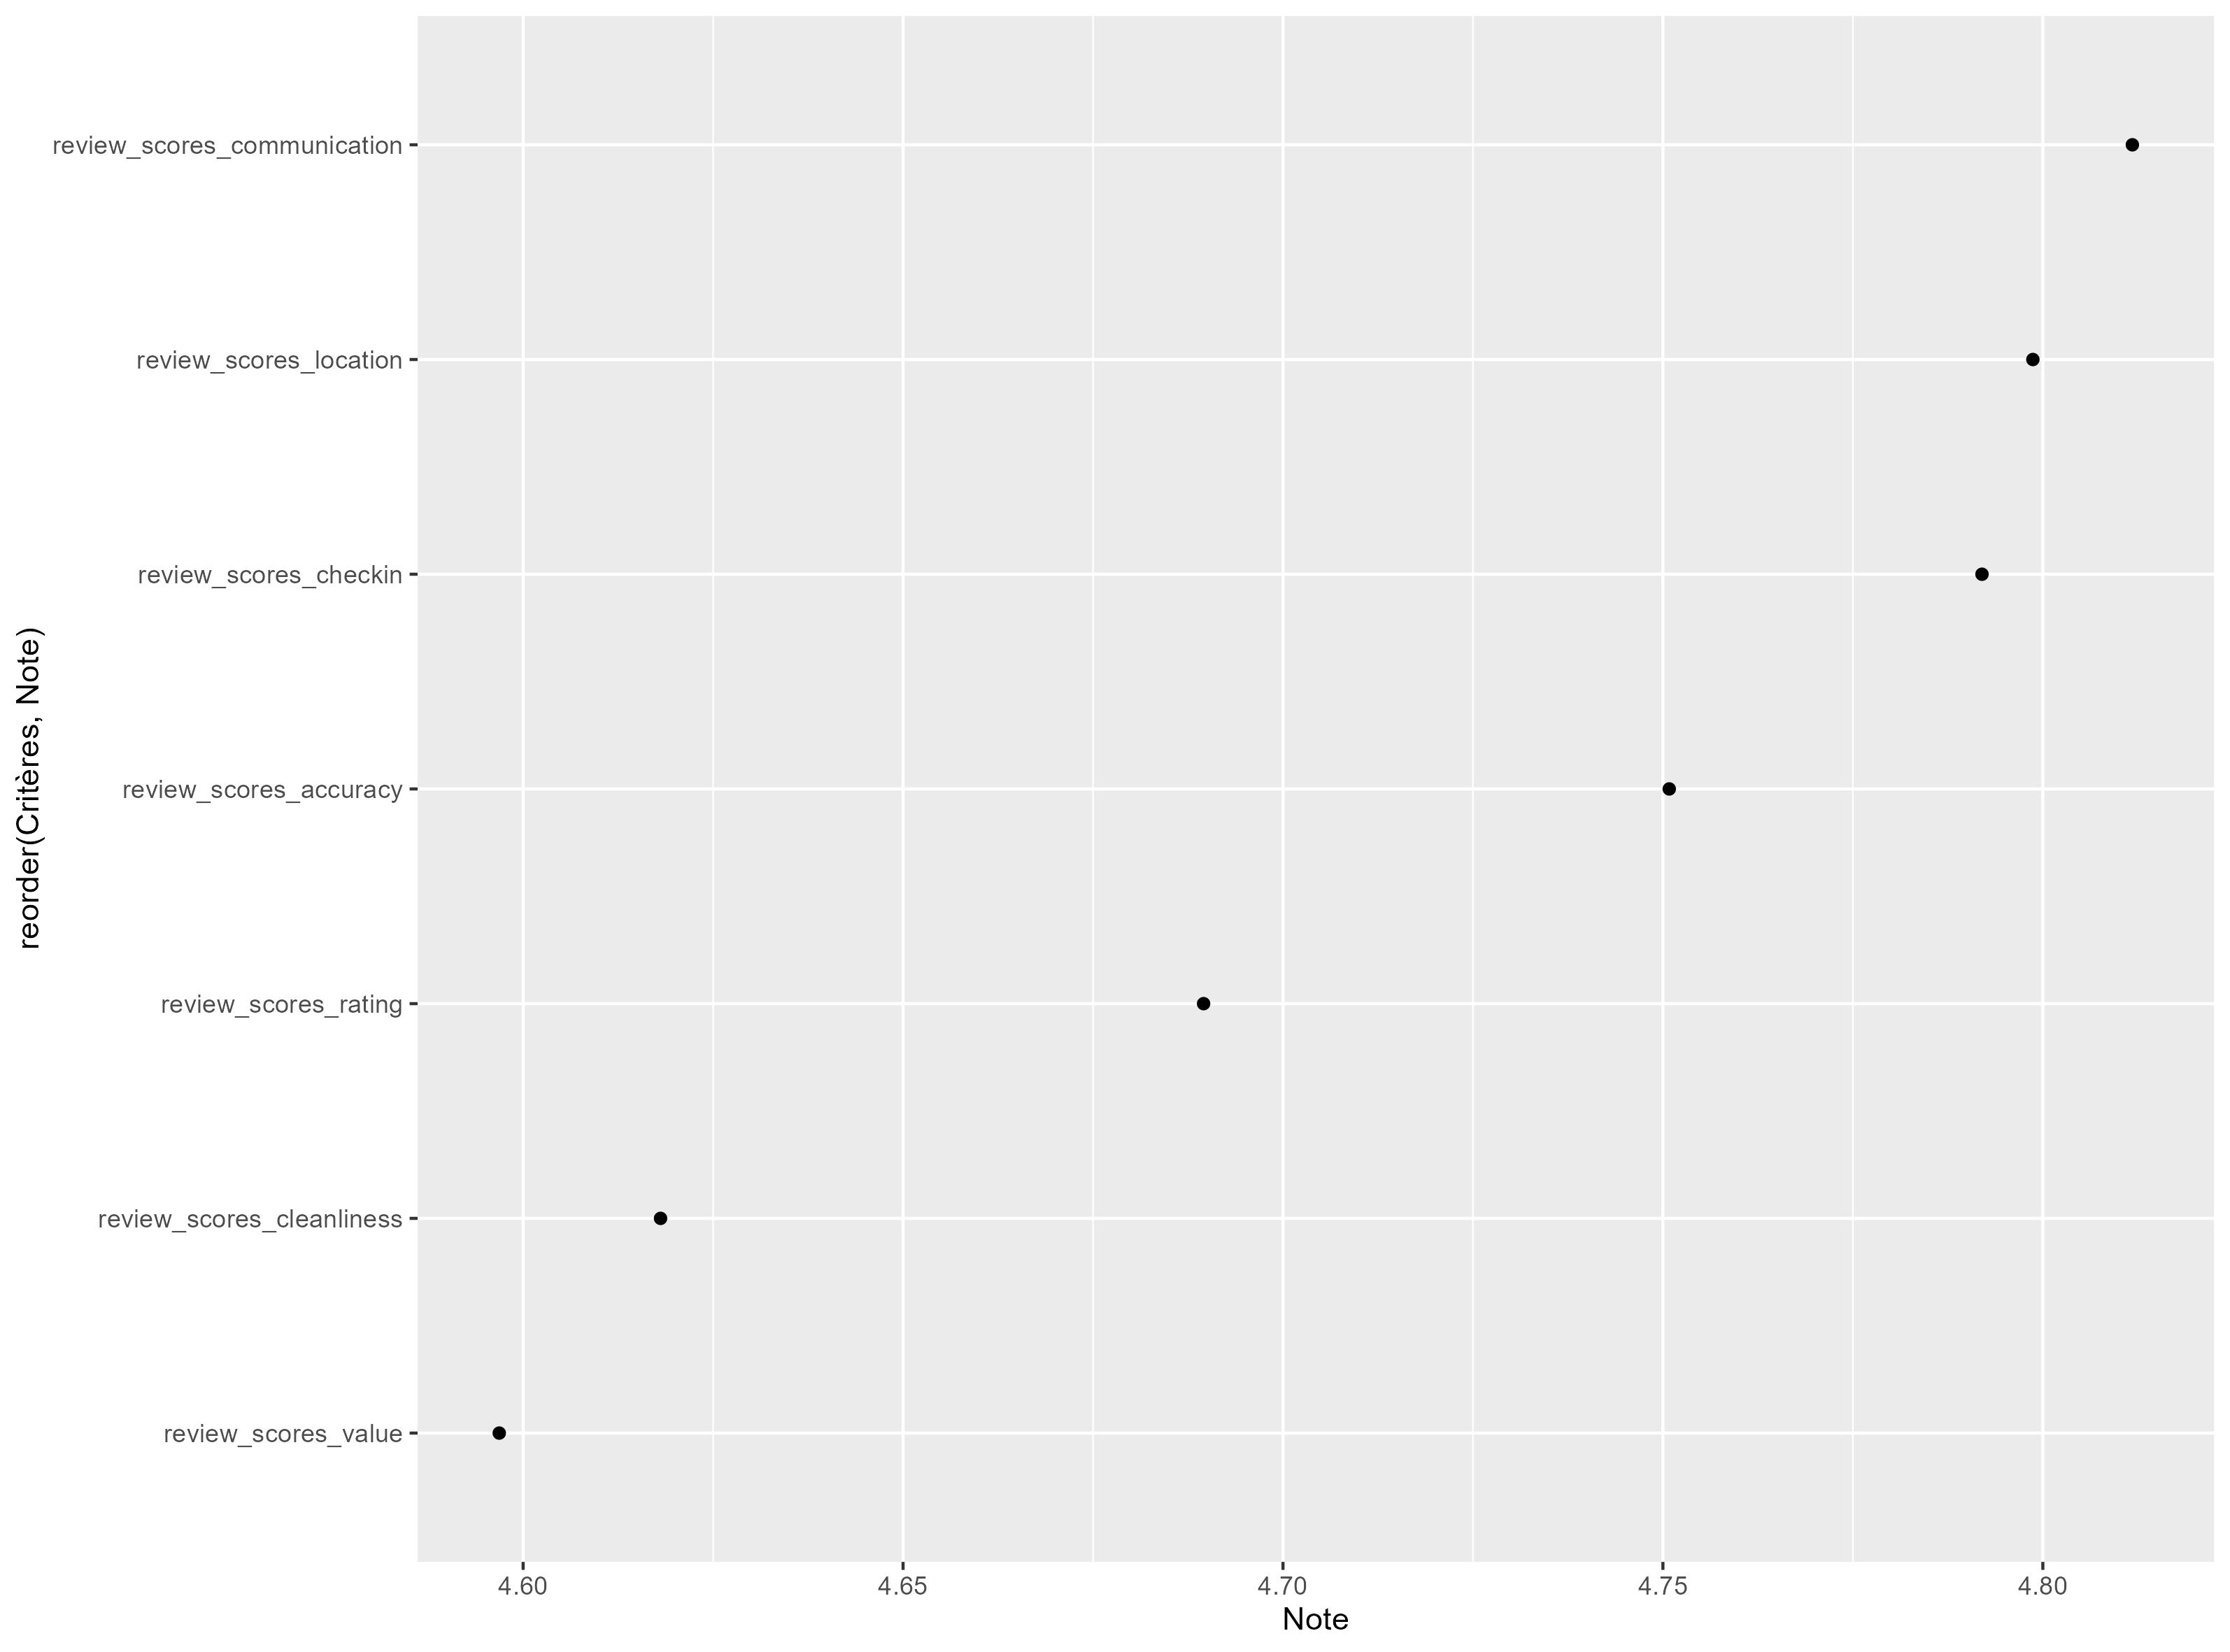 review_scores_communication
review_scores_location
review_scores_checkin
review_scores_accuracy
review_scores_rating
review_scores_cleanliness
review_scores_value
reorder(Critères, Note)
4.60 4.65 4.70 4.75 4.80
Note